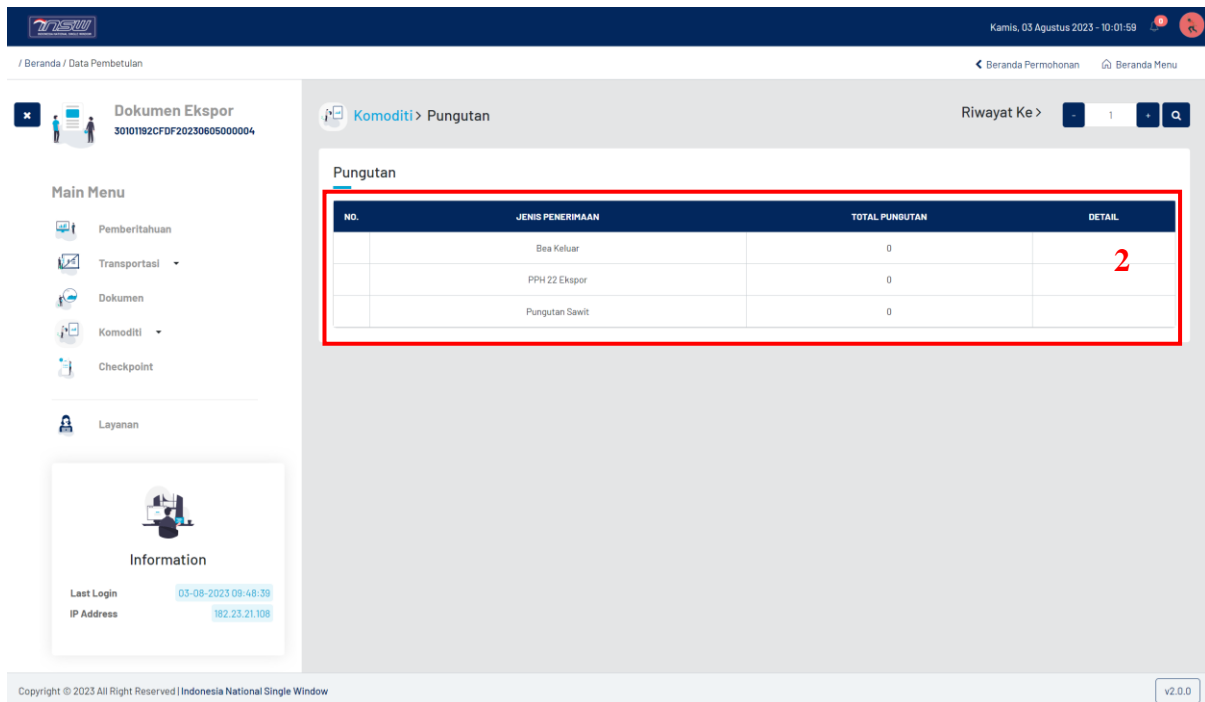 INSW
Kamis, 03 Agustus 2023 - 10:01:59
/ Beranda / Data Pembetulan
Beranda Permohonan
Beranda Menu
Dokumen Ekspor
30101192CFDF20230605000004
Main Menu
Pemberitahuan
Transportasi
Dokumen
Komoditi
Checkpoint
Layanan
Information
Last Login 03-08-2023 09:48:39
IP Address 182.23.21.108
Komoditi > Pungutan
Riwayat Ke > - 1 +
Pungutan
NO. JENIS PENERIMAAN TOTAL PUNGUTAN DETAIL
Bea Keluar 0
PPH 22 Ekspor 0
Pungutan Sawit 0
2
Copyright © 2023 All Right Reserved | Indonesia National Single Window
v2.0.0